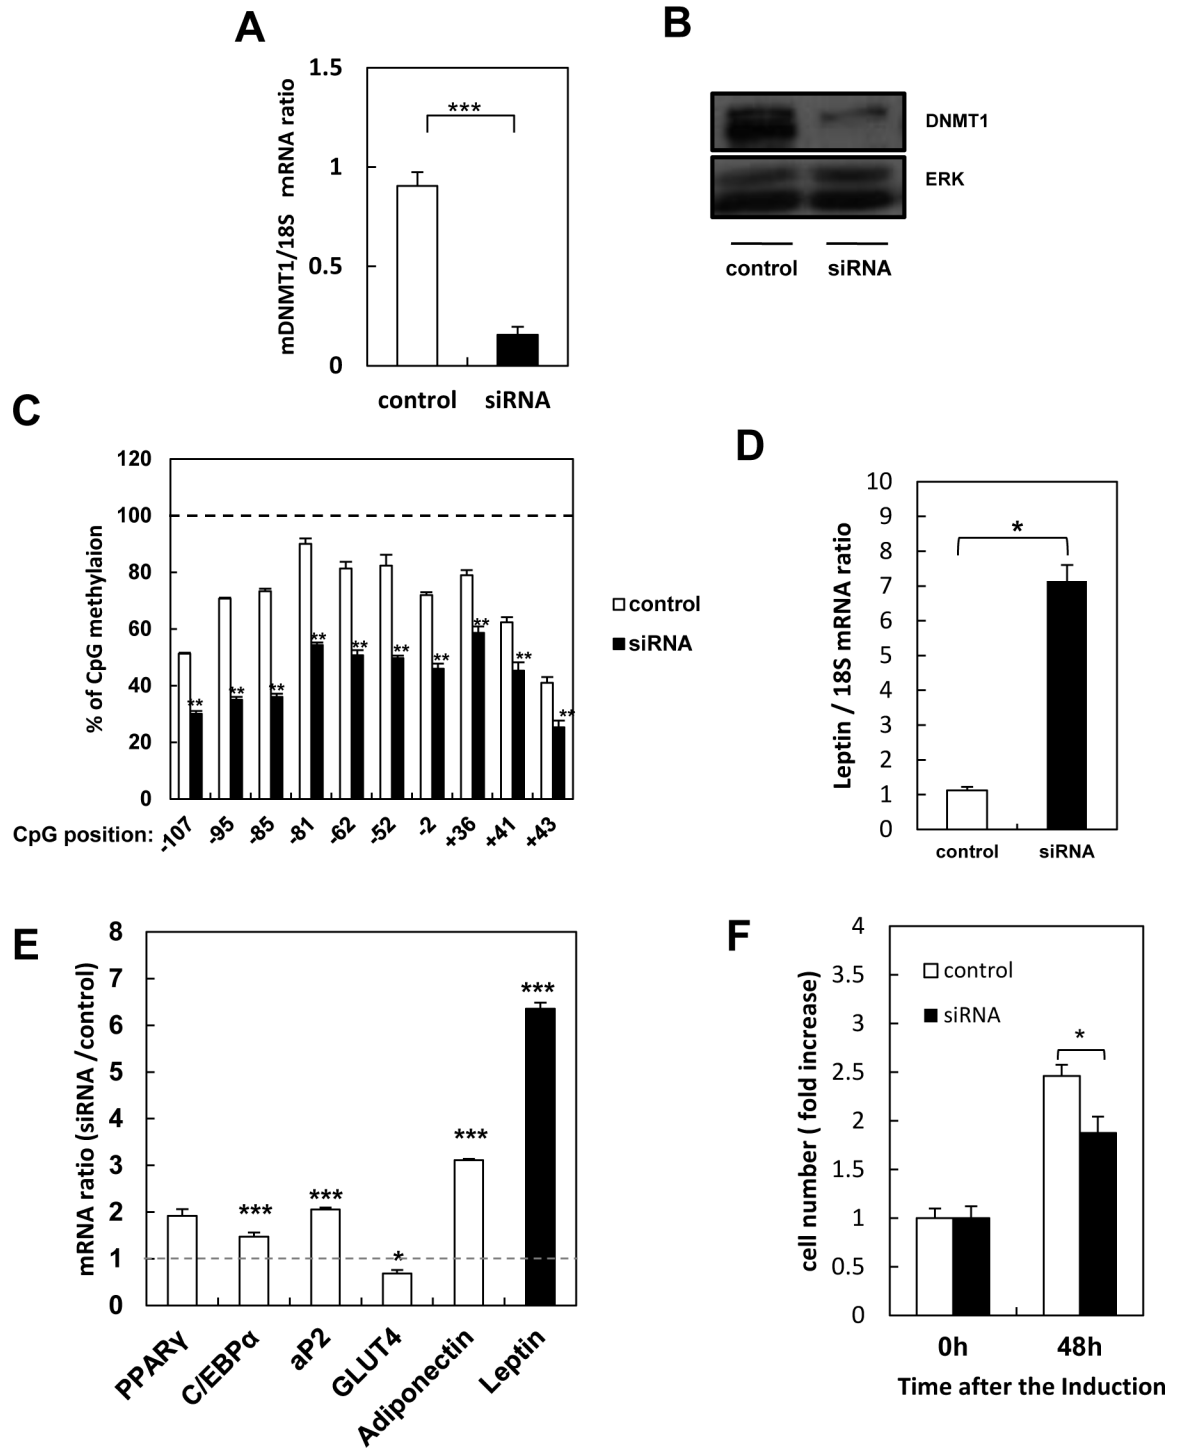 A
mDNMT1/18S mRNA ratio
1.5
1
0.5
0
***
control siRNA
B
DNMT1
ERK
control siRNA
C
% of CpG methylaion
120
100
80
60
40
20
0
** ** ** ** ** ** ** ** ** **
CpG position: -107 -95 -85 -81 -62 -52 -2 +36 +41 +43
control
siRNA
D
Leptin / 18S mRNA ratio
10
9
8
7
6
5
4
3
2
1
0
*
control siRNA
E
mRNA ratio (siRNA /control)
8
7
6
5
4
3
2
1
0
*** *** * *** ***
PPARγ C/EBPα aP2 GLUT4 Adiponectin Leptin
F
cell number ( fold increase)
4
3.5
3
2.5
2
1.5
1
0.5
0
control
siRNA
*
0h 48h
Time after the Induction